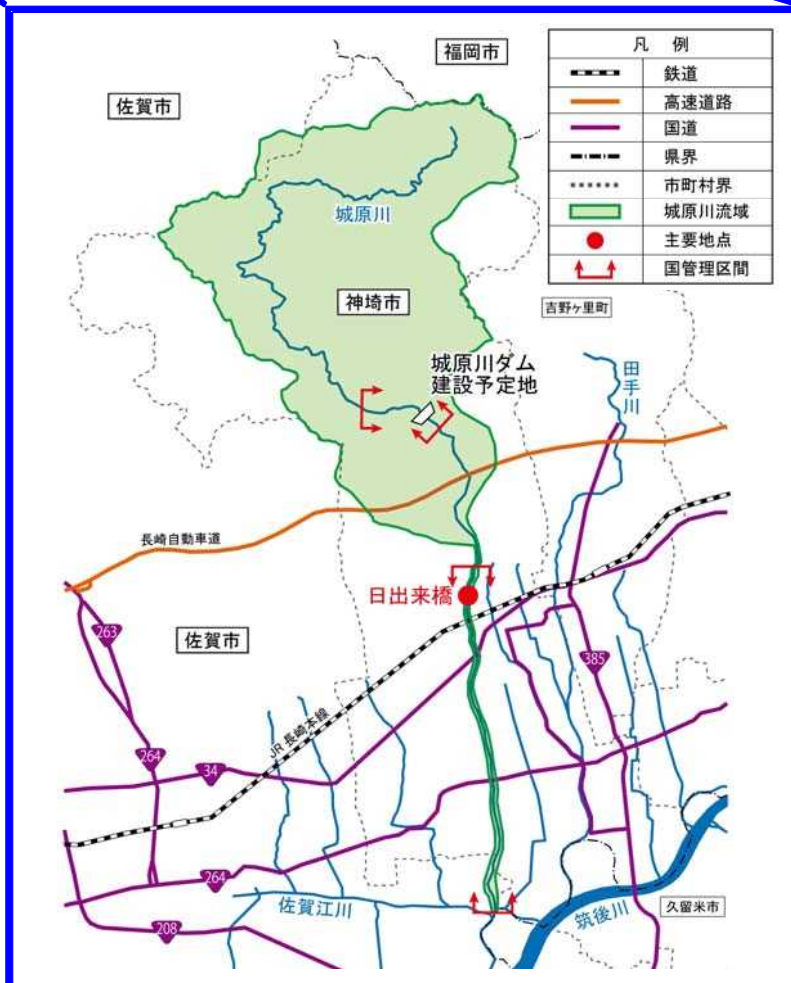 福岡市
佐賀市
凡 例
鉄道
高速道路
国道
県界
市町村界
城原川流域
主要地点
国管理区間
城原川
神埼市
吉野ヶ里町
城原川ダム
建設予定地
田手川
長崎自動車道
日出来橋
佐賀市
263
385
JR長崎本線
264
34
264
佐賀江川
208
筑後川
久留米市